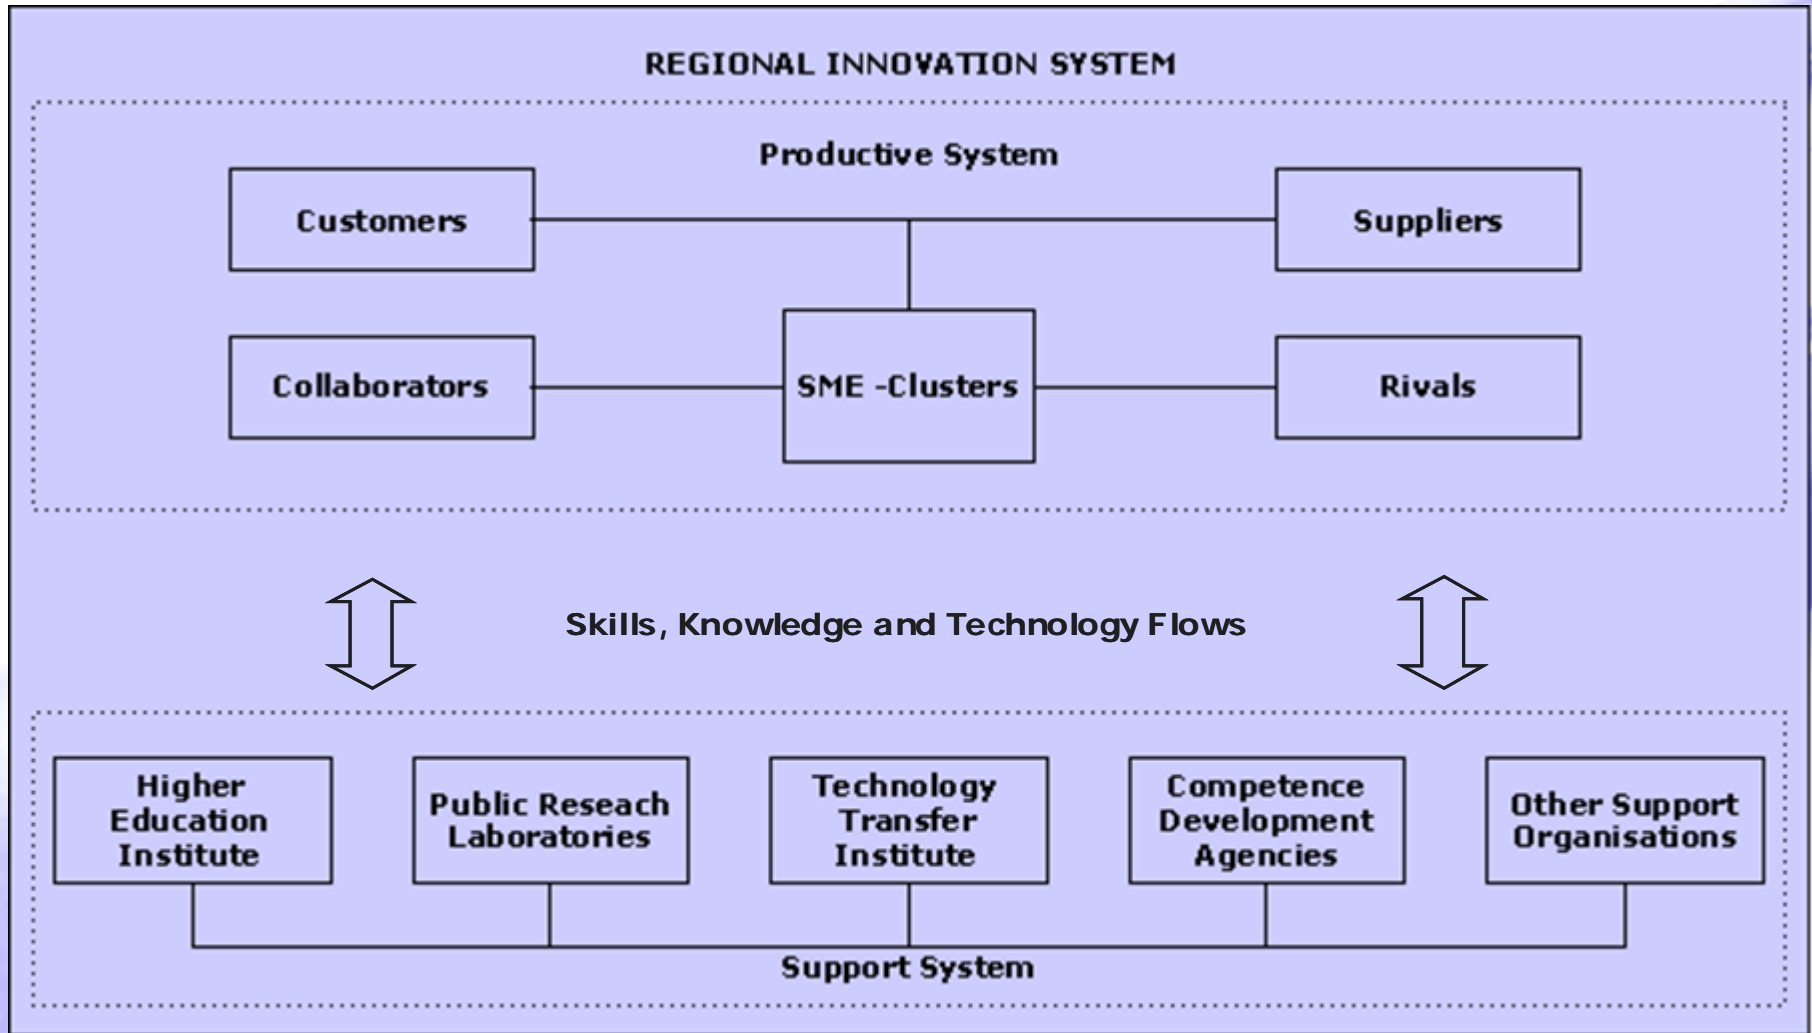 REGIONAL INNOVATION SYSTEM
Productive System
Customers
Suppliers
Collaborators
SME -Clusters
Rivals
Skills, Knowledge and Technology Flows
Higher
Education
Institute
Public Reseach
Laboratories
Technology
Transfer
Institute
Competence
Development
Agencies
Other Support
Organisations
Support System